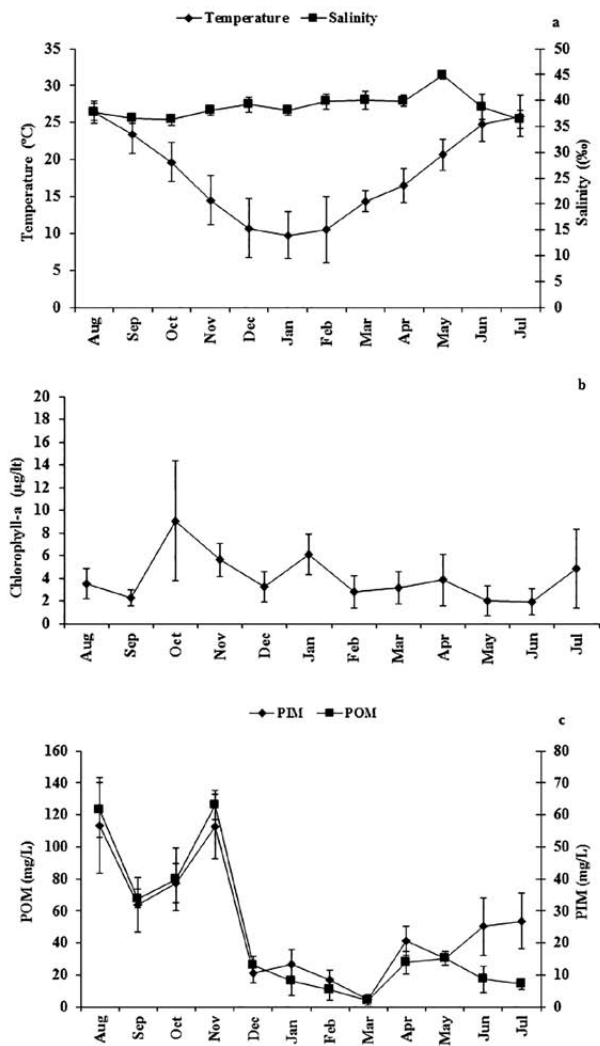 Temperature Salinity a
35 50
30 45
25 40
20 35
15 30
10 25
5 20
0 15
10
5
0
Temperature (°C)
Salinity ((‰)
Aug Sep Oct Nov Dec Jan Feb Mar Apr May Jun Jul
b
20
18
16
14
12
10
8
6
4
2
0
Chlorophyll-a (µg/lt)
Aug Sep Oct Nov Dec Jan Feb Mar Apr May Jun Jul
PIM POM c
160 80
140 70
120 60
100 50
80 40
60 30
40 20
20 10
0 0
POM (mg/L)
PIM (mg/L)
Aug Sep Oct Nov Dec Jan Feb Mar Apr May Jun Jul